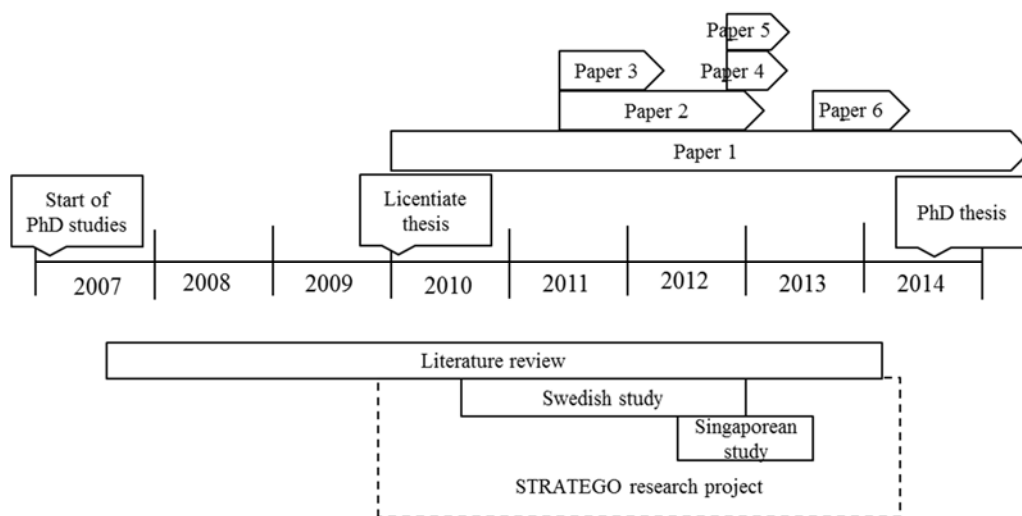 Paper 5
Paper 3
Paper 4
Paper 2
Paper 6
Paper 1
Start of
PhD studies
Licentiate
thesis
PhD thesis
2007
2008
2009
2010
2011
2012
2013
2014
Literature review
Swedish study
Singaporean
study
STRATEGO research project